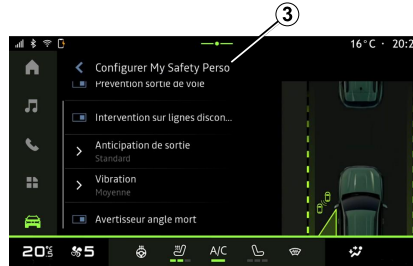 3
16°C · 20:2
Configurer My Safety Perso
Prévention sortie de voie
Intervention sur lignes discon...
Anticipation de sortie
Standard
Vibration
Moyenne
Avertisseur angle mort
20°5 5 A/C